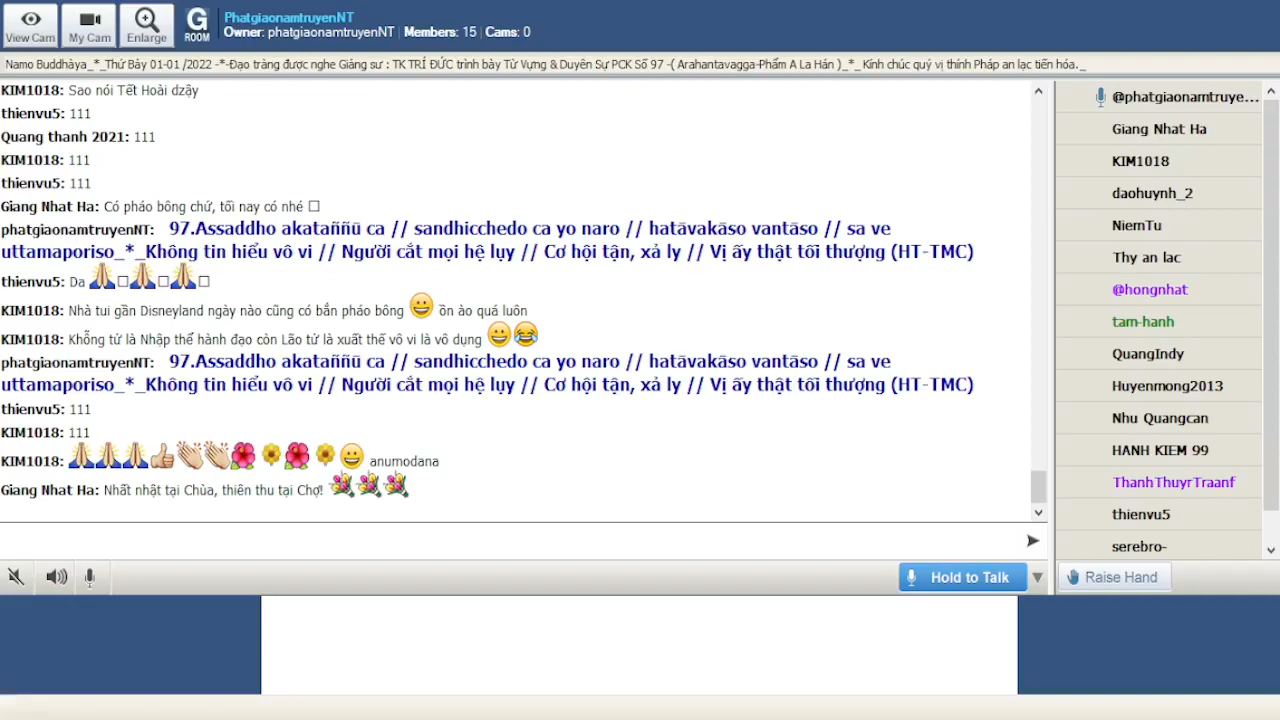 View Cam
My Cam
Enlarge
G
ROOM
PhatgiaonamtruyenNT
Owner: phatgiaonamtruyenNT | Members: 15 | Cams: 0
Namo Buddhàya_*_Thứ Bảy 01-01 /2022 -*-Đạo tràng được nghe Giảng sư : TK TRÍ ĐỨC trình bày Từ Vựng & Duyên Sự PCK Số 97 -( Arahantavagga-Phẩm A La Hán )_*_ Kính chúc quý vị thính Pháp an lạc tiến hóa._
KIM1018: Sao nói Tết Hoài dzậy
thienvu5: 111
Quang thanh 2021: 111
KIM1018: 111
thienvu5: 111
Giang Nhat Ha: Có pháo bông chứ, tối nay có nhé □
phatgiaonamtruyenNT: 97.Assaddho akataññū ca // sandhicchedo ca yo naro // hatāvakāso vantāso // sa ve
uttamaporiso_*_Không tin hiểu vô vi // Người cắt mọi hệ lụy // Cơ hội tận, xả ly // Vị ấy thật tối thượng (HT-TMC)
thienvu5: Da 🙏□🙏□🙏□
KIM1018: Nhà tui gần Disneyland ngày nào cũng có bắn pháo bông 😀 ồn ào quá luôn
KIM1018: Khổng tử là Nhập thể hành đạo còn Lão tử là xuất thế vô vi là vô dụng 😀😂
phatgiaonamtruyenNT: 97.Assaddho akataññū ca // sandhicchedo ca yo naro // hatāvakāso vantāso // sa ve
uttamaporiso_*_Không tin hiểu vô vi // Người cắt mọi hệ lụy // Cơ hội tận, xả ly // Vị ấy thật tối thượng (HT-TMC)
thienvu5: 111
KIM1018: 111
KIM1018: 🙏🙏🙏👍👏👏🌺🌻🌺🌻😀 anumodana
Giang Nhat Ha: Nhất nhật tại Chùa, thiên thu tại Chợ! 💐💐💐
Hold to Talk
@phatgiaonamtruye...
Giang Nhat Ha
KIM1018
daohuynh_2
NiemTu
Thy an lac
@hongnhat
tam-hanh
QuangIndy
Huyenmong2013
Nhu Quangcan
HANH KIEM 99
ThanhThuyrTraanf
thienvu5
serebro-
Raise Hand